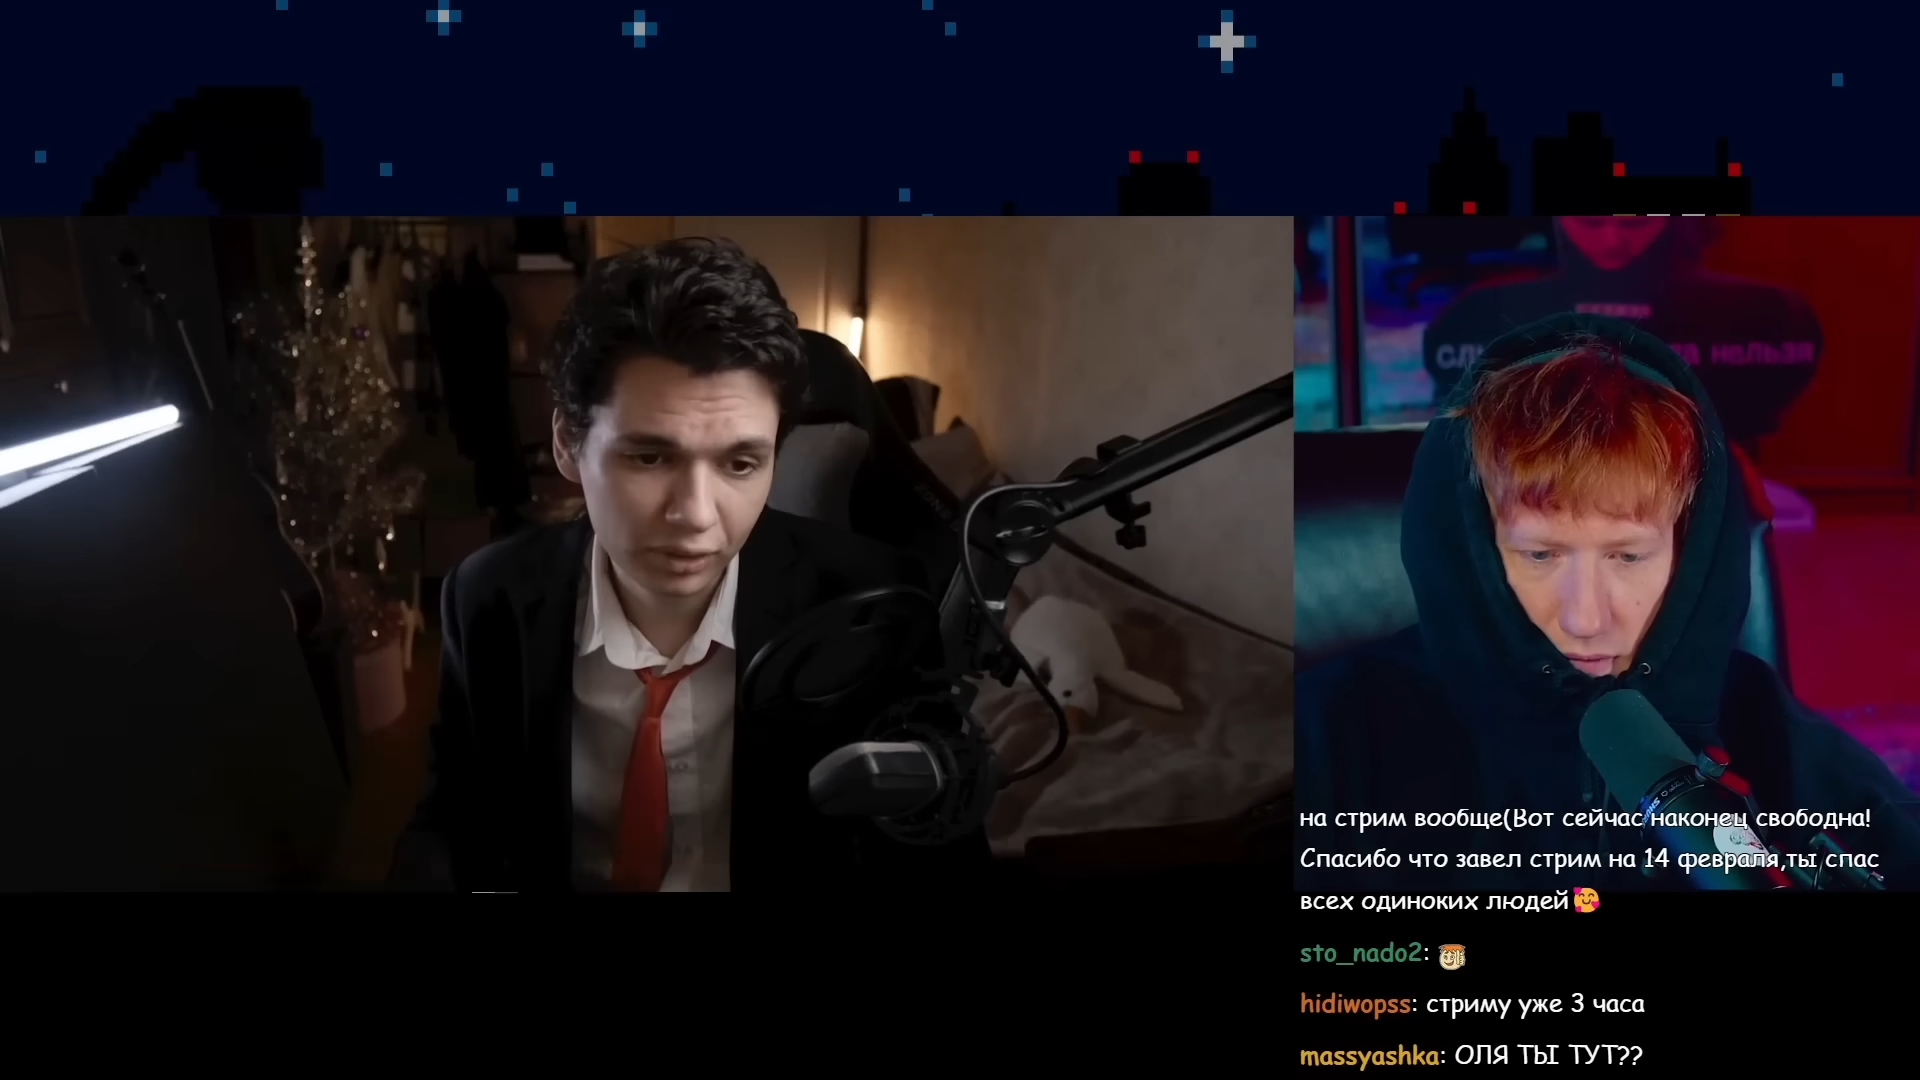 нельзя
на стрим вообще(Вот сейчас наконец свободна!
Спасибо что завел стрим на 14 февраля,ты спас
всех одиноких людей🥰
sto_nado2:
hidiwopss: стриму уже 3 часа
massyashka: ОЛЯ ТЫ ТУТ??